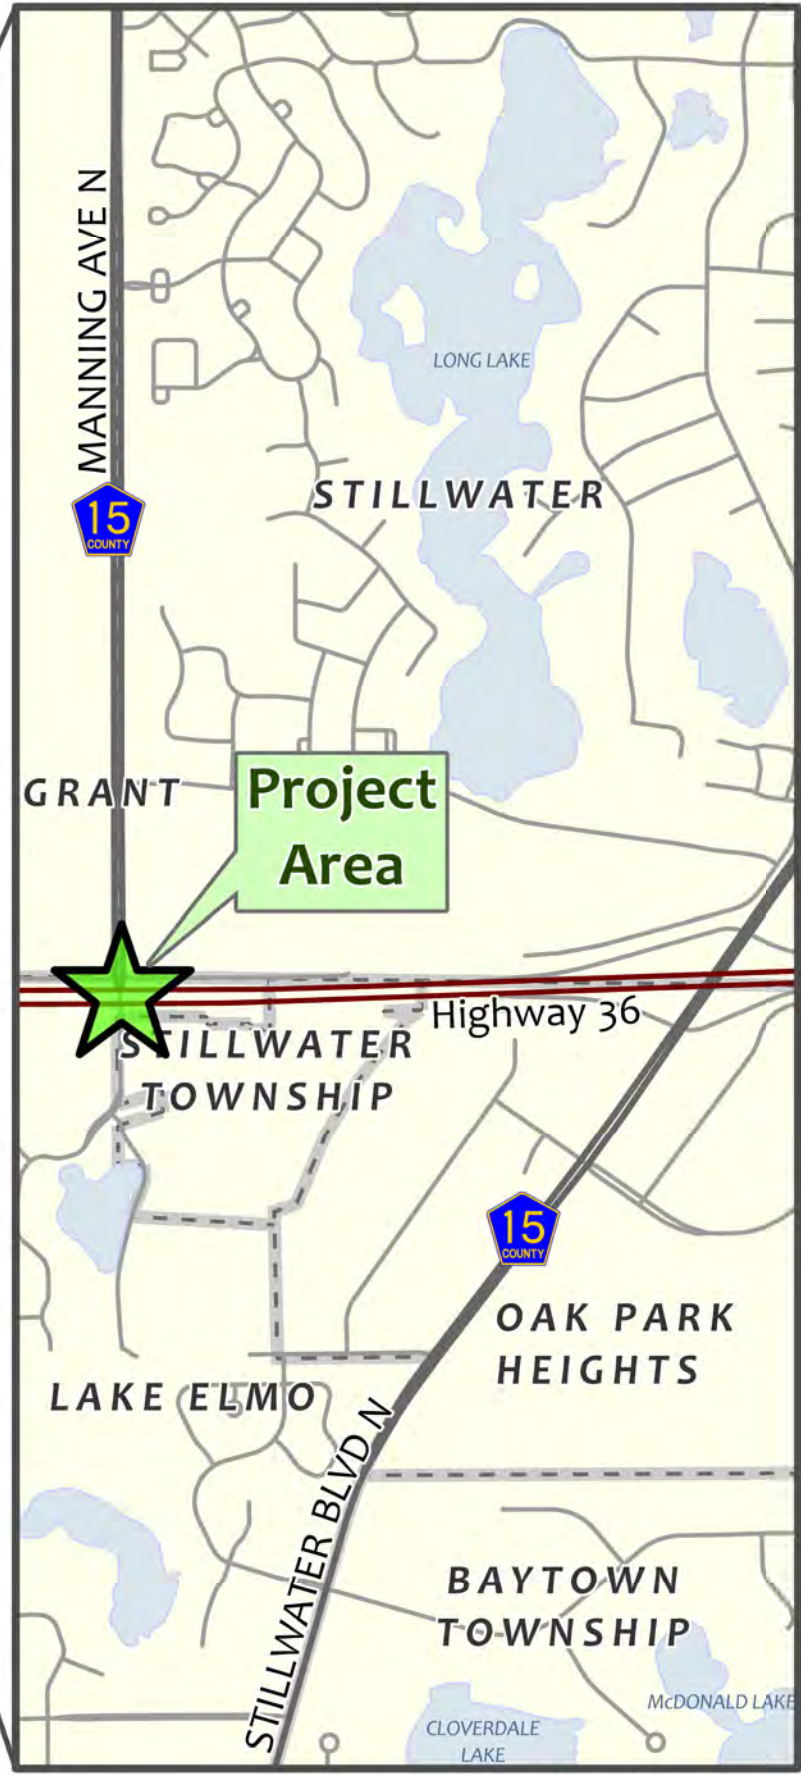 MANNING AVE N
LONG LAKE
STILLWATER
15
COUNTY
GRANT
Project
Area
Highway 36
STILLWATER
TOWNSHIP
15
COUNTY
OAK PARK
HEIGHTS
LAKE ELMO
STILLWATER BLVD N
BAYTOWN
TOWNSHIP
McDONALD LAKE
CLOVERDALE
LAKE